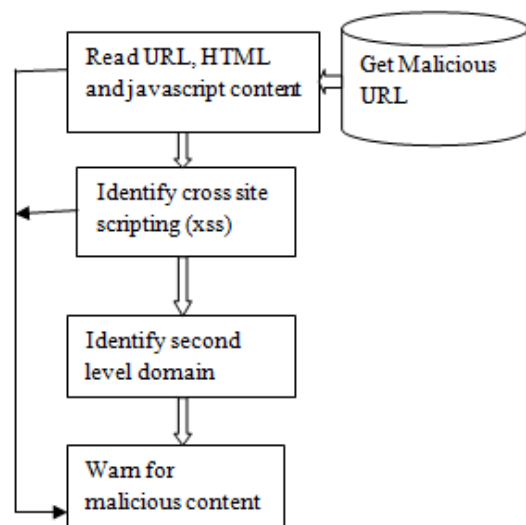 Read URL, HTML
and javascript content
Get Malicious
URL
Identify cross site
scripting (xss)
Identify second
level domain
Warn for
malicious content